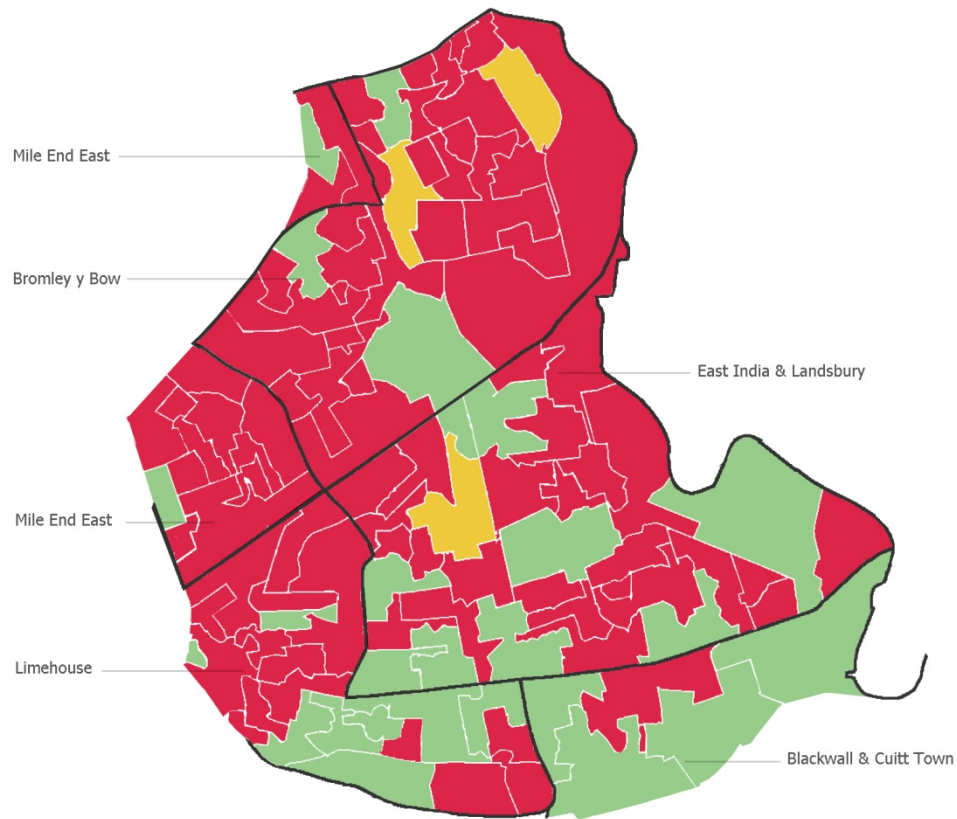 Mile End East
Bromley y Bow
East India & Landsbury
Mile End East
Limehouse
Blackwall & Cuitt Town